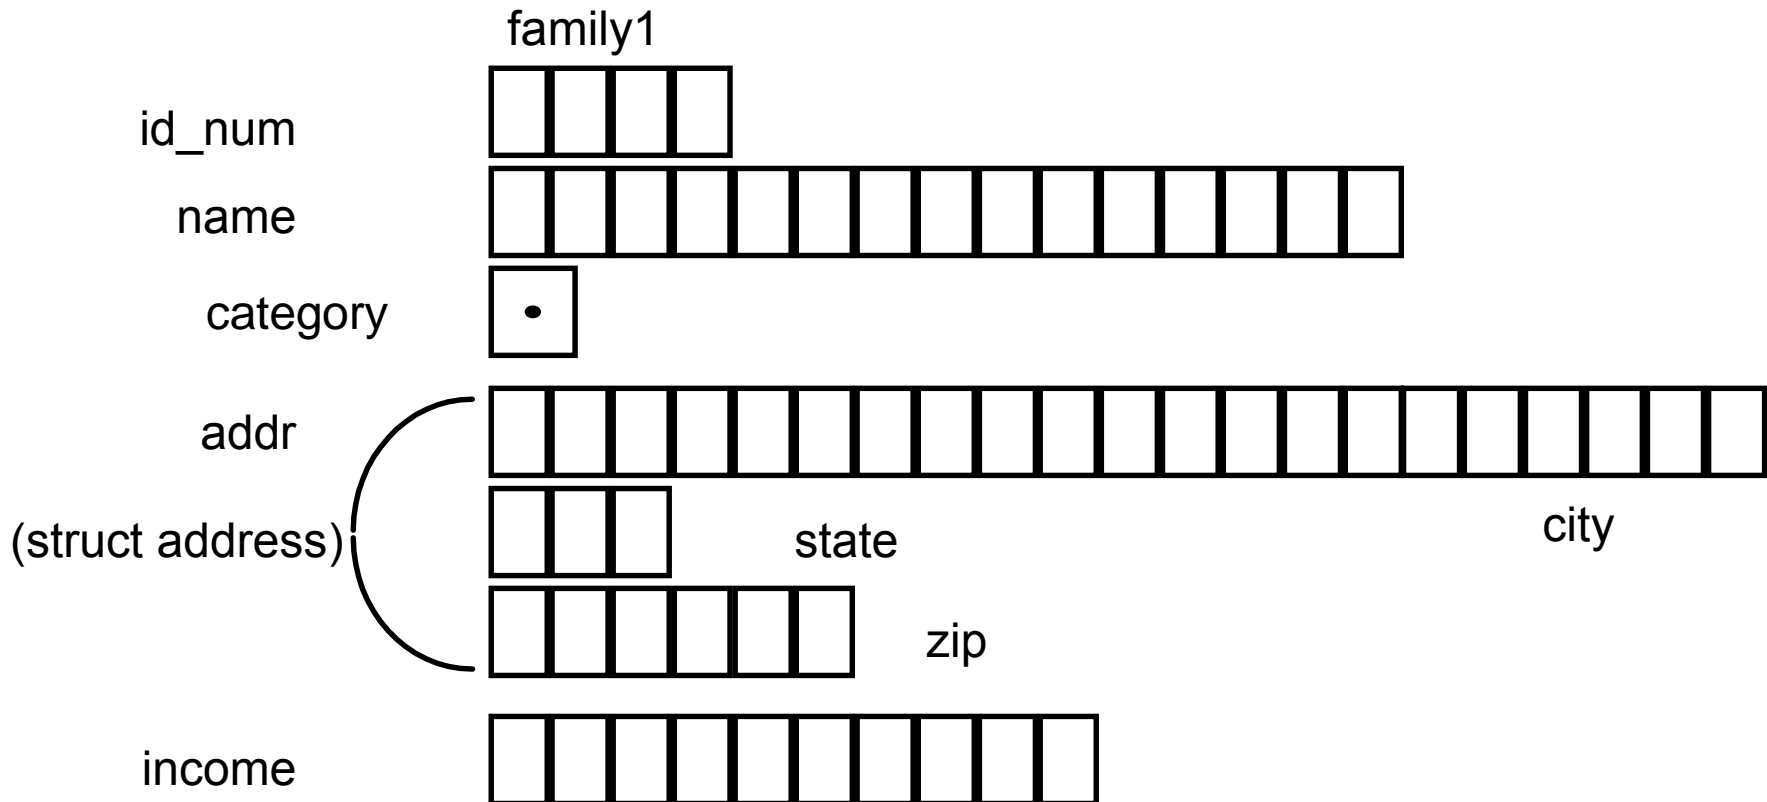 family1
id_num
name
category
addr
city
(struct address)
state
zip
income